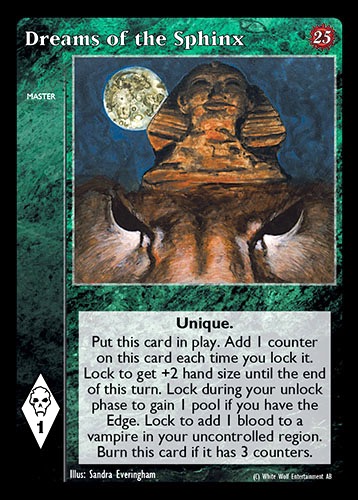 Dreams of the Sphinx
25
MASTER
Unique.
Put this card in play. Add 1 counter
on this card each time you lock it.
Lock to get +2 hand size until the end
of this turn. Lock during your unlock
phase to gain 1 pool if you have the
Edge. Lock to add 1 blood to a
vampire in your uncontrolled region.
Burn this card if it has 3 counters.
1
Illus: Sandra Everingham
(C) White Wolf Entertainment AB